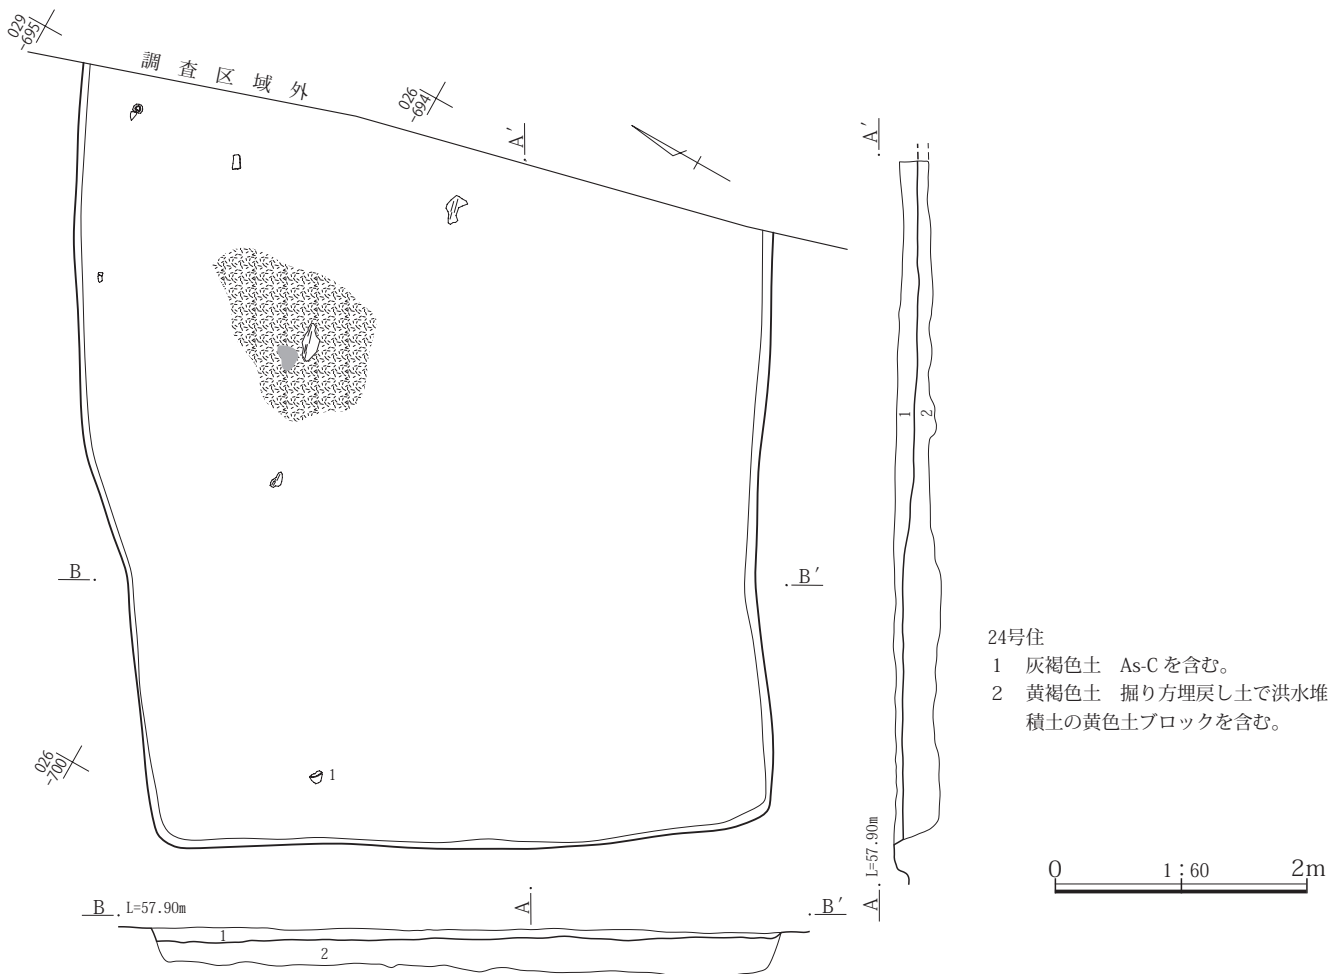 029
-695
調査区域外
026
-694
A′
A′
1
2
B
B′
24号住
1 灰褐色土 As-C を含む。
2 黄褐色土 掘り方埋戻し土で洪水堆
積土の黄色土ブロックを含む。
026
-700
1
A L=57.90m
0 1：60 2m
B L=57.90m
A
B′
1
2